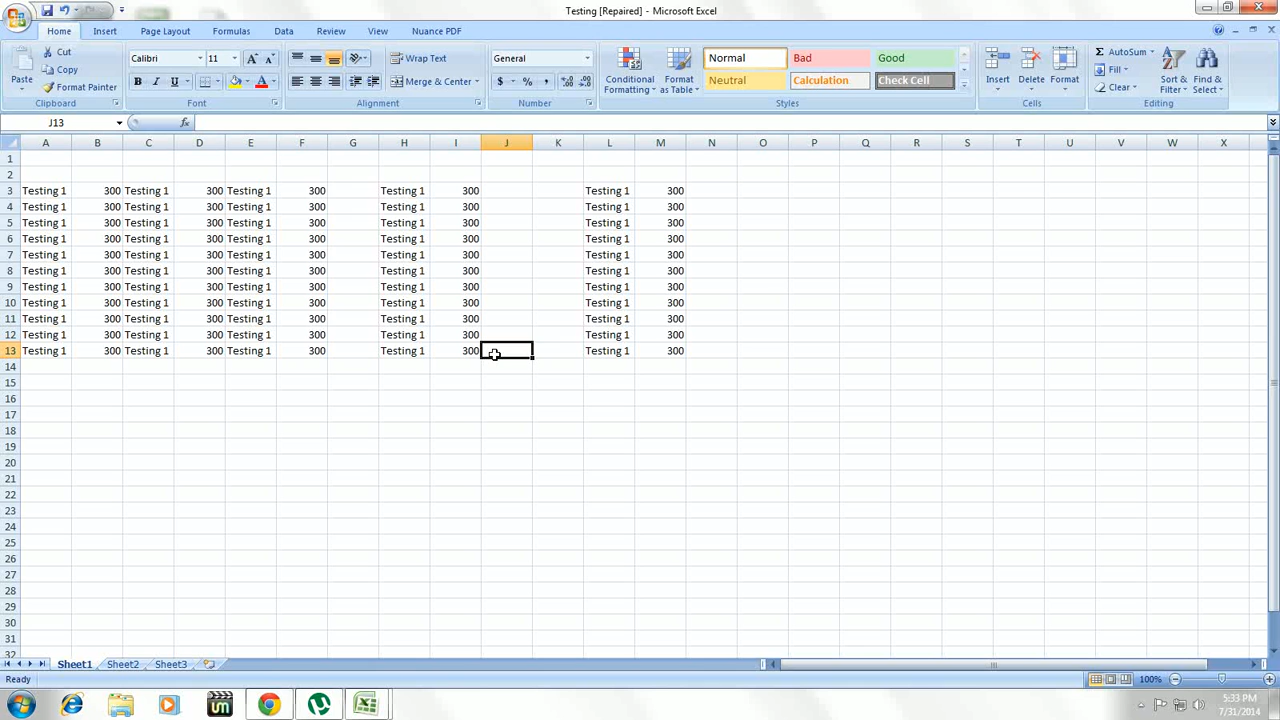 Testing [Repaired] - Microsoft Excel
Home Insert Page Layout Formulas Data Review View Nuance PDF
Paste
Cut
Copy
Format Painter
Clipboard
Calibri 11
B I U
Font
Wrap Text
Merge & Center
Alignment
General
$ % ,
Number
Conditional Formatting
Format as Table
Normal Bad Good
Neutral Calculation Check Cell
Styles
Insert Delete Format
Cells
Σ AutoSum
Fill
Clear
Sort & Filter
Find & Select
Editing
J13 fx
A B C D E F G H I J K L M N O P Q R S T U V W X
1
2
3 Testing 1 300 Testing 1 300 Testing 1 300 Testing 1 300 Testing 1 300
4 Testing 1 300 Testing 1 300 Testing 1 300 Testing 1 300 Testing 1 300
5 Testing 1 300 Testing 1 300 Testing 1 300 Testing 1 300 Testing 1 300
6 Testing 1 300 Testing 1 300 Testing 1 300 Testing 1 300 Testing 1 300
7 Testing 1 300 Testing 1 300 Testing 1 300 Testing 1 300 Testing 1 300
8 Testing 1 300 Testing 1 300 Testing 1 300 Testing 1 300 Testing 1 300
9 Testing 1 300 Testing 1 300 Testing 1 300 Testing 1 300 Testing 1 300
10 Testing 1 300 Testing 1 300 Testing 1 300 Testing 1 300 Testing 1 300
11 Testing 1 300 Testing 1 300 Testing 1 300 Testing 1 300 Testing 1 300
12 Testing 1 300 Testing 1 300 Testing 1 300 Testing 1 300 Testing 1 300
13 Testing 1 300 Testing 1 300 Testing 1 300 Testing 1 300 Testing 1 300
14
15
16
17
18
19
20
21
22
23
24
25
26
27
28
29
30
31
32
Sheet1 Sheet2 Sheet3
Ready 100%
um
5:33 PM
7/31/2014